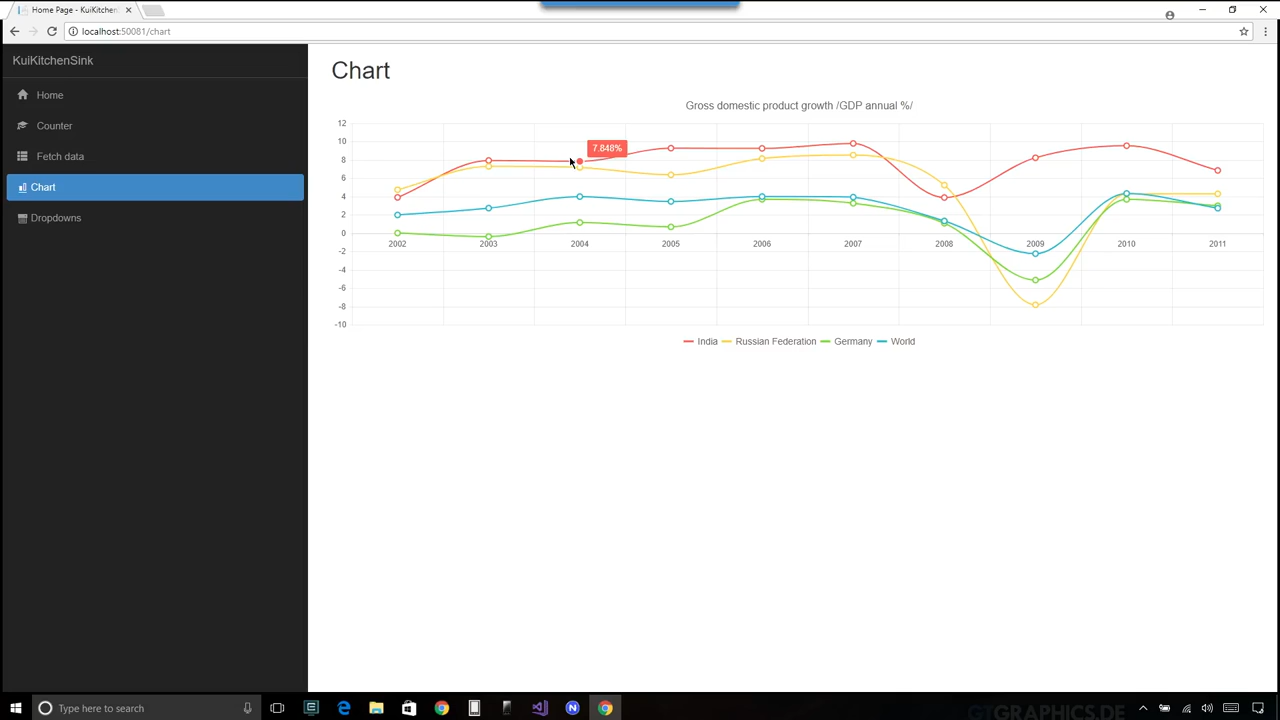 Home Page - KuiKitchen
localhost:50081/chart
KuiKitchenSink
Home
Counter
Fetch data
Chart
Dropdowns
Chart
Gross domestic product growth /GDP annual %/
12
10
8
6
4
2
0
-2
-4
-6
-8
-10
7.848%
2002 2003 2004 2005 2006 2007 2008 2009 2010 2011
India Russian Federation Germany World
Type here to search
GTGRAPHICS.DE